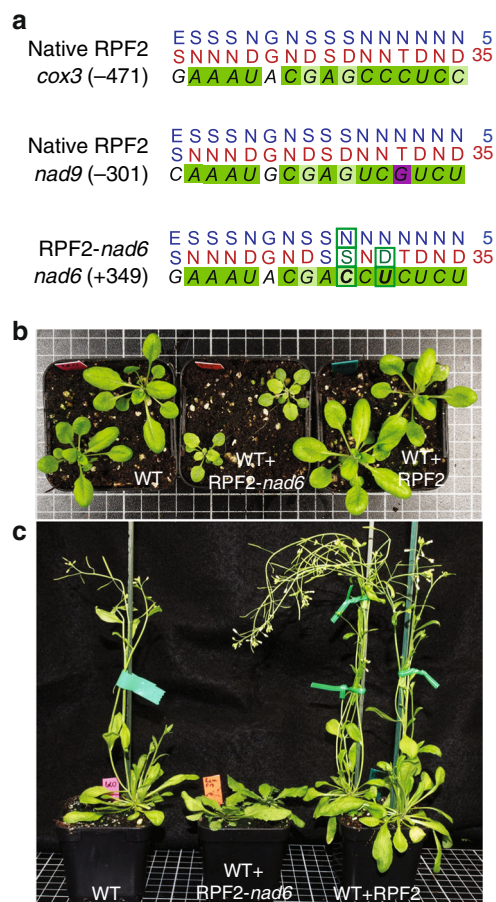 a
Native RPF2
cox3 (–471)
ESSSNGNSSSNNNNNN 5
SNNNDGNDSDNNTDND 35
GAAAUACGAGCCCUCC
Native RPF2
nad9 (–301)
ESSSNGNSSSNNNNNN 5
SNNNDGNDSDNNTDND 35
CAAAUGCGAGUCGUCU
RPF2-nad6
nad6 (+349)
ESSSNGNSSNNNNNNN 5
SNNNDGNDSSNDTDND 35
GAAAUACGACCUCUCU
b
WT
WT+
RPF2-nad6
WT+
RPF2
c
WT
WT+
RPF2-nad6
WT+RPF2